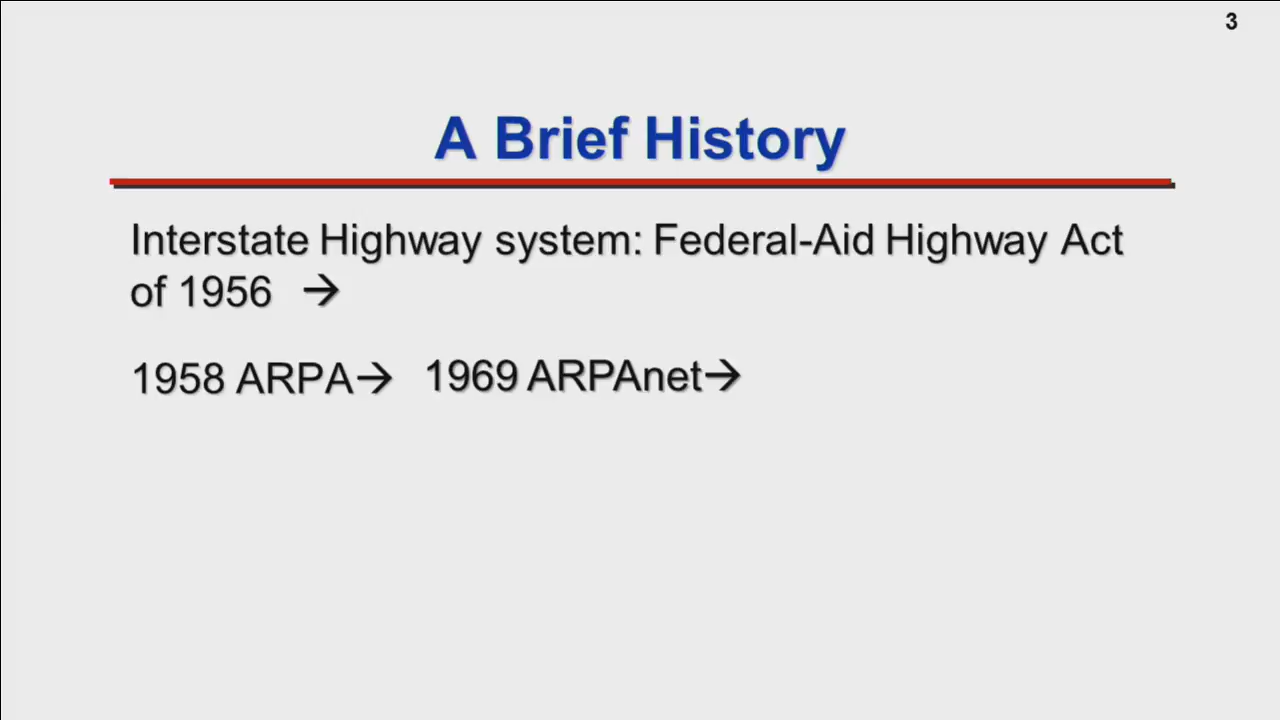 3
A Brief History
Interstate Highway system: Federal-Aid Highway Act
of 1956 →
1958 ARPA→ 1969 ARPAnet→